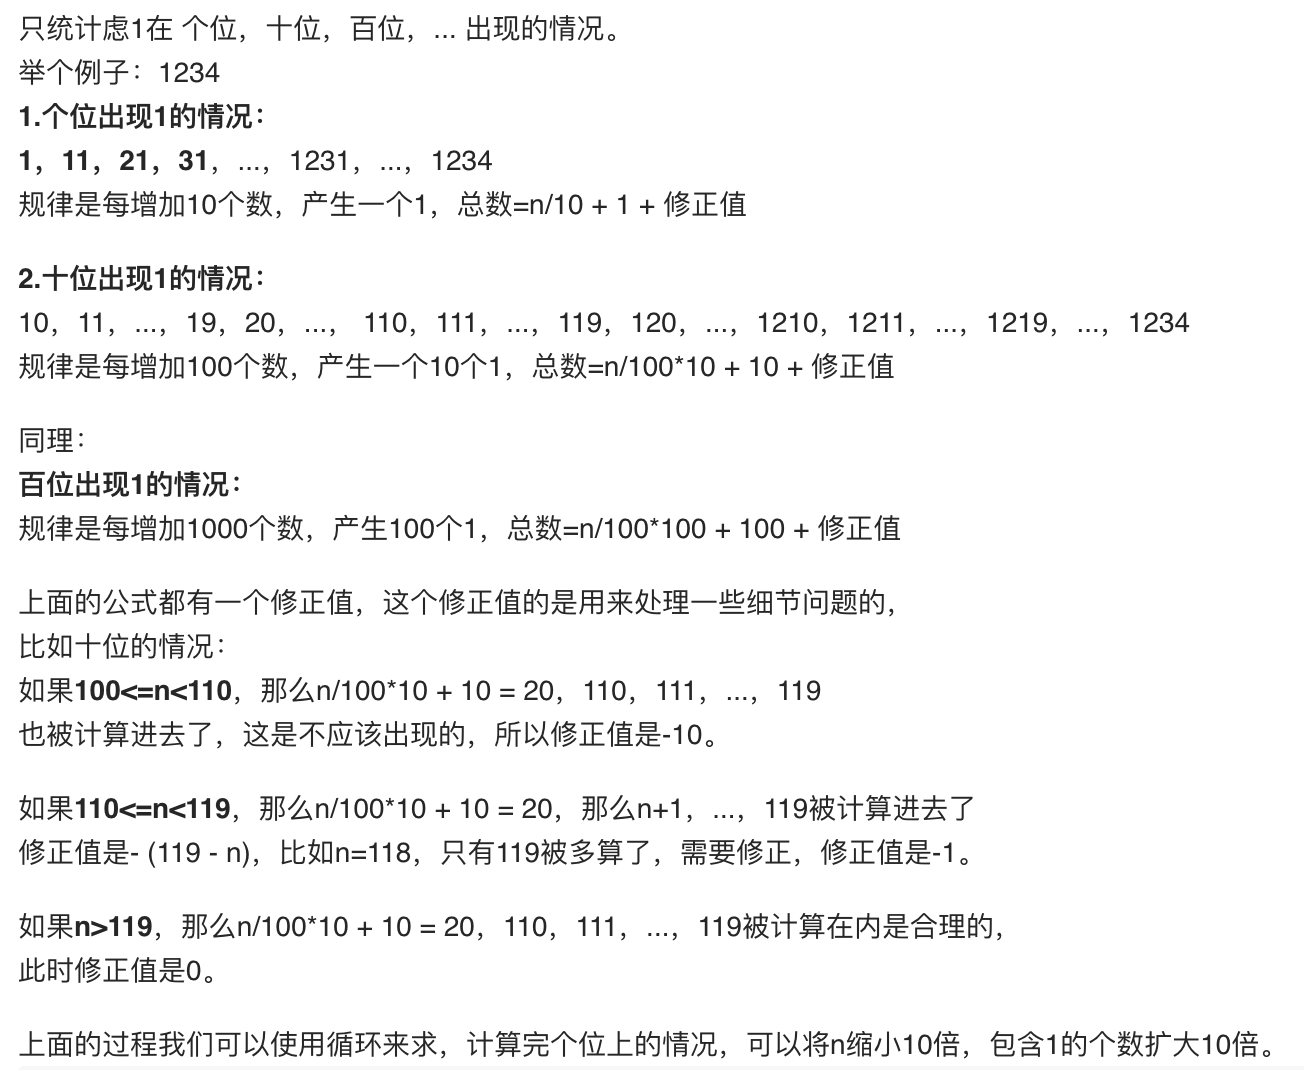 只统计虑1在 个位，十位，百位，... 出现的情况。
举个例子：1234
1.个位出现1的情况：
1，11，21，31，...，1231，...，1234
规律是每增加10个数，产生一个1，总数=n/10 + 1 + 修正值
2.十位出现1的情况：
10，11，...，19，20，...， 110，111，...，119，120，...，1210，1211，...，1219，...，1234
规律是每增加100个数，产生一个10个1，总数=n/100*10 + 10 + 修正值
同理：
百位出现1的情况：
规律是每增加1000个数，产生100个1，总数=n/100*100 + 100 + 修正值
上面的公式都有一个修正值，这个修正值的是用来处理一些细节问题的，
比如十位的情况：
如果100<=n<110，那么n/100*10 + 10 = 20，110，111，...，119
也被计算进去了，这是不应该出现的，所以修正值是-10。
如果110<=n<119，那么n/100*10 + 10 = 20，那么n+1，...，119被计算进去了
修正值是- (119 - n)，比如n=118，只有119被多算了，需要修正，修正值是-1。
如果n>119，那么n/100*10 + 10 = 20，110，111，...，119被计算在内是合理的，
此时修正值是0。
上面的过程我们可以使用循环来求，计算完个位上的情况，可以将n缩小10倍，包含1的个数扩大10倍。